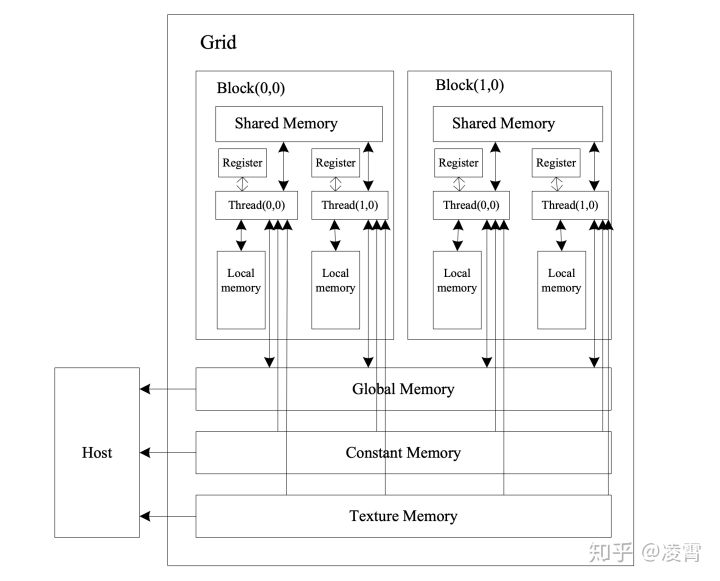 Grid
Block(0,0)
Shared Memory
Register
Register
Thread(0,0)
Thread(1,0)
Local
memory
Local
memory
Block(1,0)
Shared Memory
Register
Register
Thread(0,0)
Thread(1,0)
Local
memory
Local
memory
Host
Global Memory
Constant Memory
Texture Memory
知乎 @凌霄